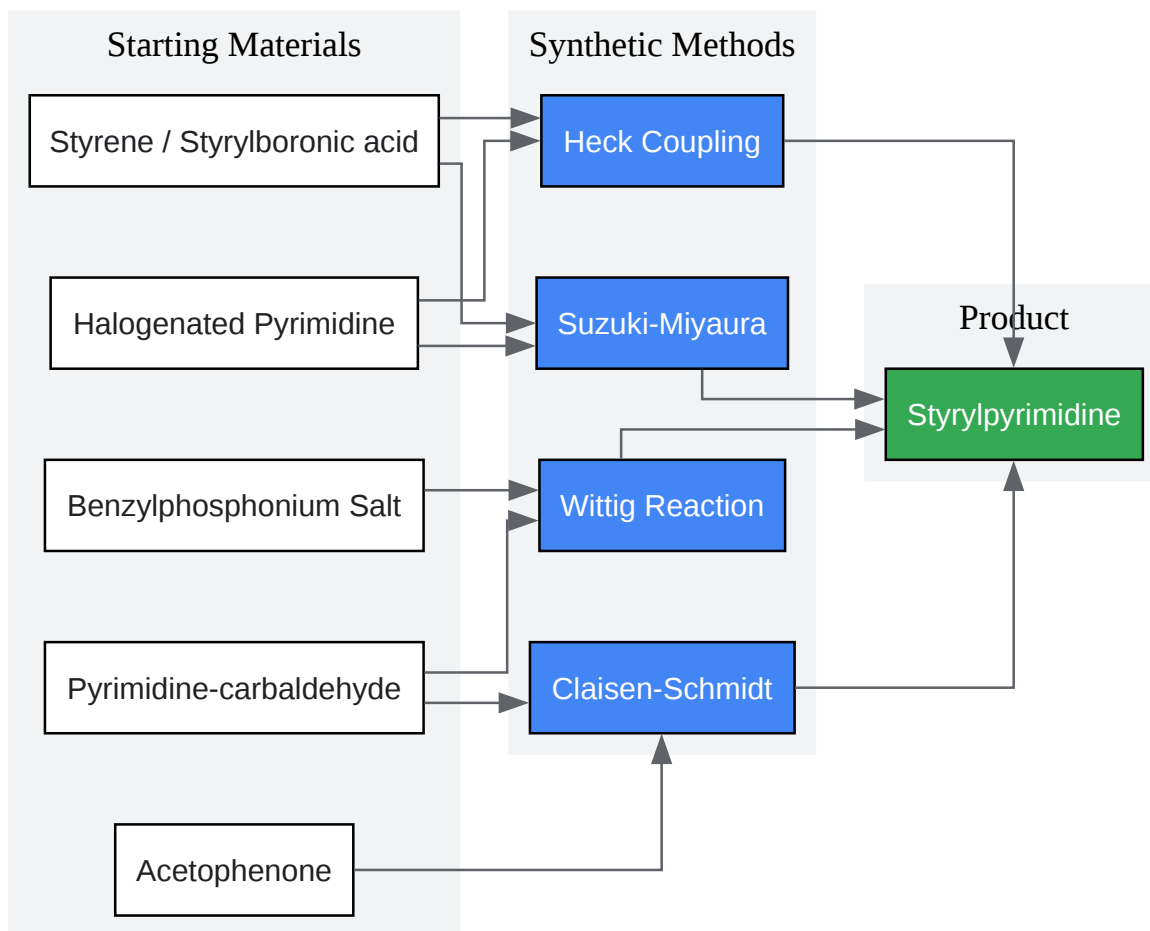 Starting Materials
Styrene / Styrylboronic acid
Halogenated Pyrimidine
Benzylphosphonium Salt
Pyrimidine-carbaldehyde
Acetophenone
Synthetic Methods
Heck Coupling
Suzuki-Miyaura
Wittig Reaction
Claisen-Schmidt
Product
Styrylpyrimidine